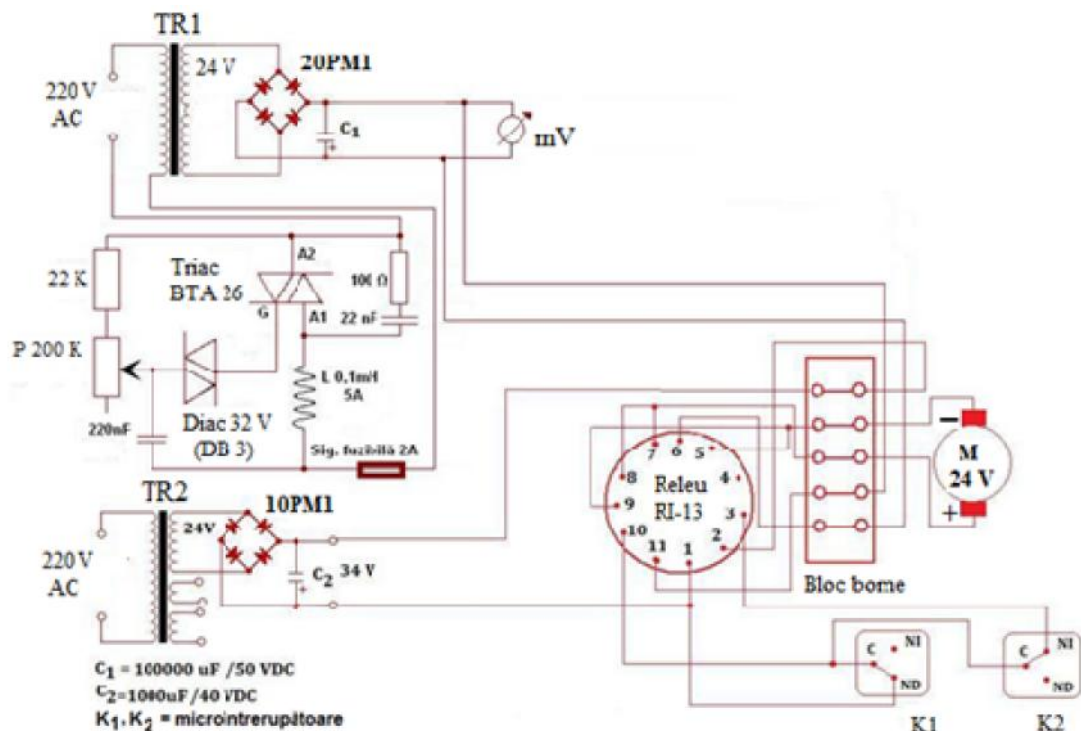 TR1
24 V
20PM1
220 V
AC
C1
+
mV
22 K
Triac
BTA 26
A2
G
A1
100 Ω
22 nF
P 200 K
L 0,1mH
5A
Diac 32 V
(DB 3)
220nF
Sig. fuzibilă 2A
TR2
24V
10PM1
220 V
AC
C2
34 V
+
Releu
RI-13
7
6
5
8
4
9
3
10
2
11
1
Bloc borne
−
M
24 V
+
C
NI
ND
K1
C
NI
ND
K2
C1 = 100000 uF /50 VDC
C2=1000uF /40 VDC
K1, K2 = microintrerupătoare